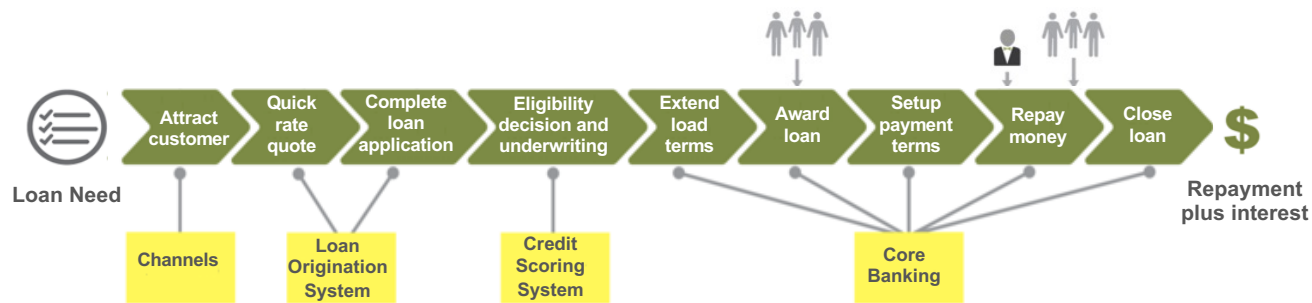 Loan Need
Attract
customer
Quick
rate
quote
Complete
loan
application
Eligibility
decision and
underwriting
Extend
load
terms
Award
loan
Setup
payment
terms
Repay
money
Close
loan
$
Repayment
plus interest
Channels
Loan
Origination
System
Credit
Scoring
System
Core
Banking